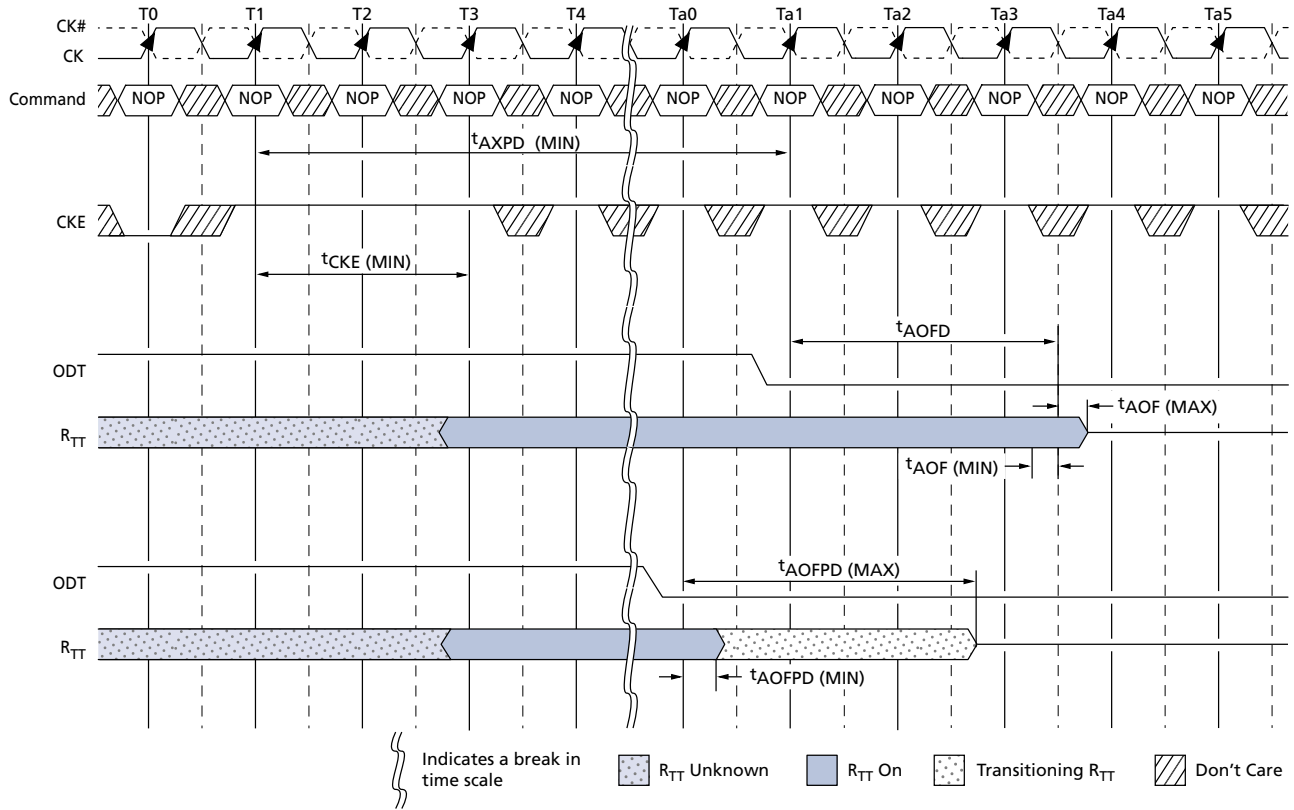 T0 T1 T2 T3 T4 Ta0 Ta1 Ta2 Ta3 Ta4 Ta5
CK#
CK
Command NOP NOP NOP NOP NOP NOP NOP NOP NOP NOP NOP
tAXPD (MIN)
CKE
tCKE (MIN)
tAOFD
ODT
tAOF (MAX)
RTT
tAOF (MIN)
tAOFPD (MAX)
ODT
RTT
tAOFPD (MIN)
Indicates a break in
time scale
RTT Unknown
RTT On
Transitioning RTT
Don't Care